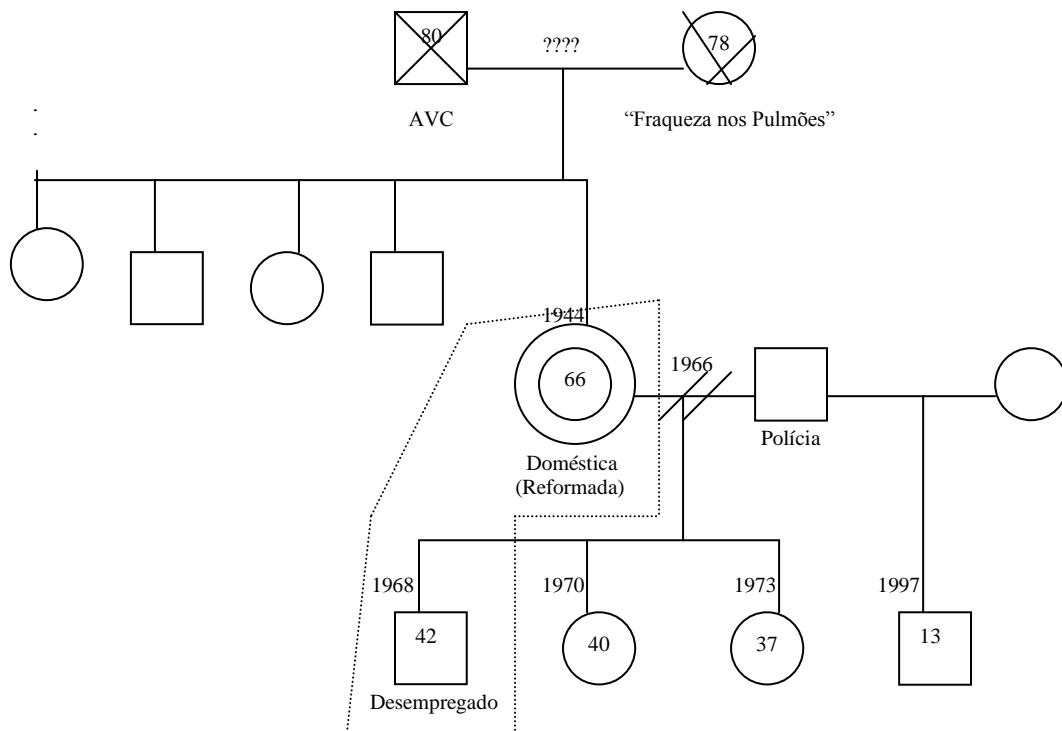 80
????
78
AVC
“Fraqueza nos Pulmões”
1944
66
1966
Polícia
Doméstica
(Reformada)
1968
1970
1973
1997
42
40
37
13
Desempregado